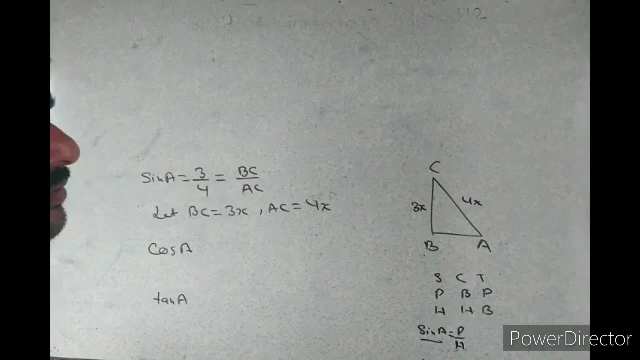 SinA = 3/4 = BC/AC
Let BC = 3x, AC = 4x
CosA
tanA
C
3x 4x
B A
S C T
P B P
H H B
SinA = P/H
PowerDirector